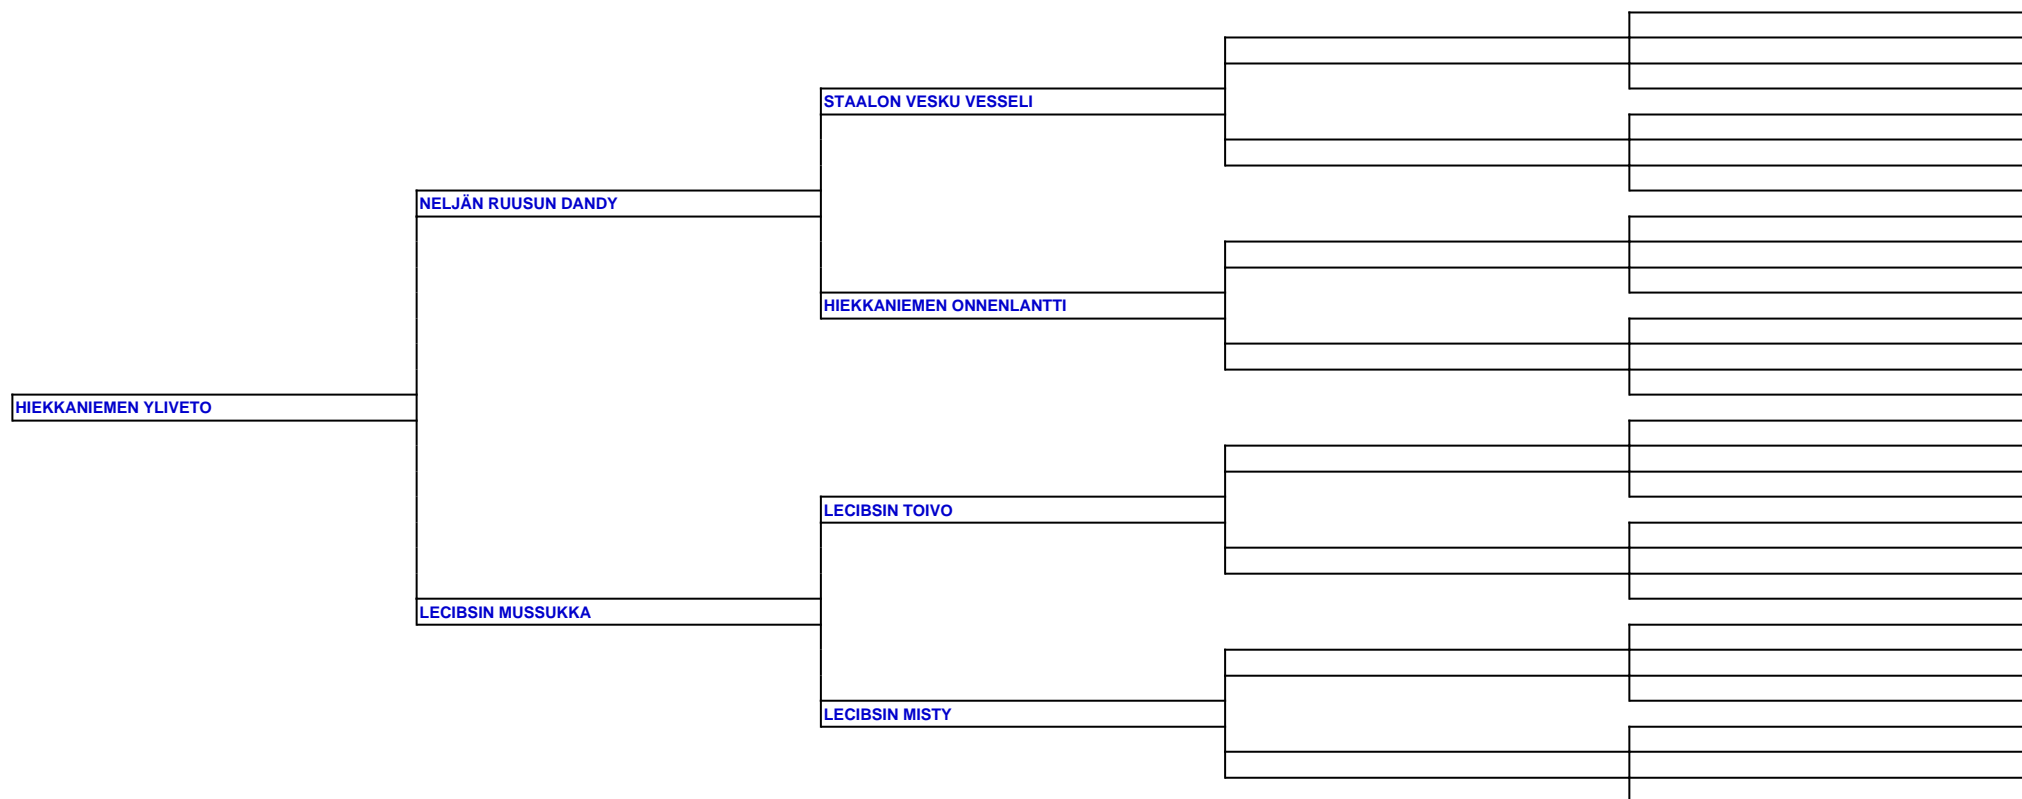 STAALON VESKU VESSELI
NELJÄN RUUSUN DANDY
HIEKKANIEMEN ONNENLANTTI
HIEKKANIEMEN YLIVETO
LECIBSIN TOIVO
LECIBSIN MUSSUKKA
LECIBSIN MISTY